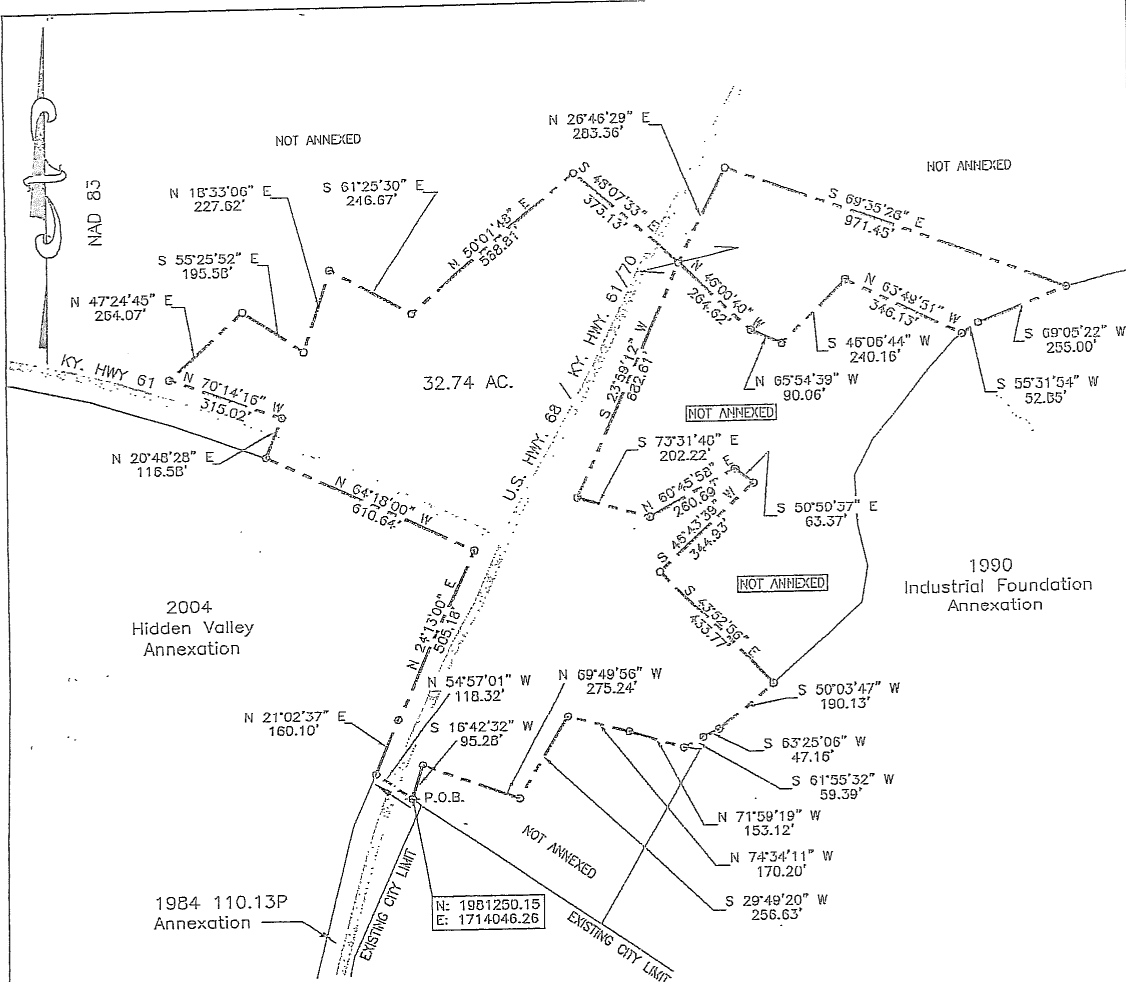 N 26°46'29" E
283.36'
NOT ANNEXED
NOT ANNEXED
NAD 83
N 18°33'06" E
227.62'
S 61°25'30" E
246.67'
S 48°07'33" E
373.13'
S 69°35'28" E
971.45'
N 50°01'48" E
568.81'
S 55°25'52" E
195.58'
N 47°24'45" E
264.07'
N 46°00'40" W
264.62'
N 63°49'51" W
346.13'
S 69°05'22" W
255.00'
S 46°06'44" W
240.16'
KY. HWY 61
N 70°14'16" W
315.02'
32.74 AC.
U.S. HWY. 68 / KY. HWY. 61/70
S 23°59'12" W
682.61'
N 65°54'39" W
90.06'
S 55°31'54" W
52.85'
NOT ANNEXED
N 20°48'28" E
116.58'
S 73°31'48" E
202.22'
N 60°45'58" E
260.69'
N 64°18'00" W
610.64'
S 50°50'37" E
63.37'
S 45°43'39" W
344.93'
NOT ANNEXED
1990
Industrial Foundation
Annexation
2004
Hidden Valley
Annexation
N 24°13'00" E
505.18'
S 43°52'56" E
433.77'
N 54°57'01" W
118.32'
N 69°49'56" W
275.24'
S 50°03'47" W
190.13'
N 21°02'37" E
160.10'
S 16°42'32" W
95.28'
S 63°25'06" W
47.16'
S 61°55'32" W
59.39'
P.O.B.
N 71°59'19" W
153.12'
NOT ANNEXED
N 74°34'11" W
170.20'
1984 110.13P
Annexation
EXISTING CITY LIMIT
N: 1981250.15
E: 1714046.26
S 29°49'20" W
256.63'
EXISTING CITY LIMIT